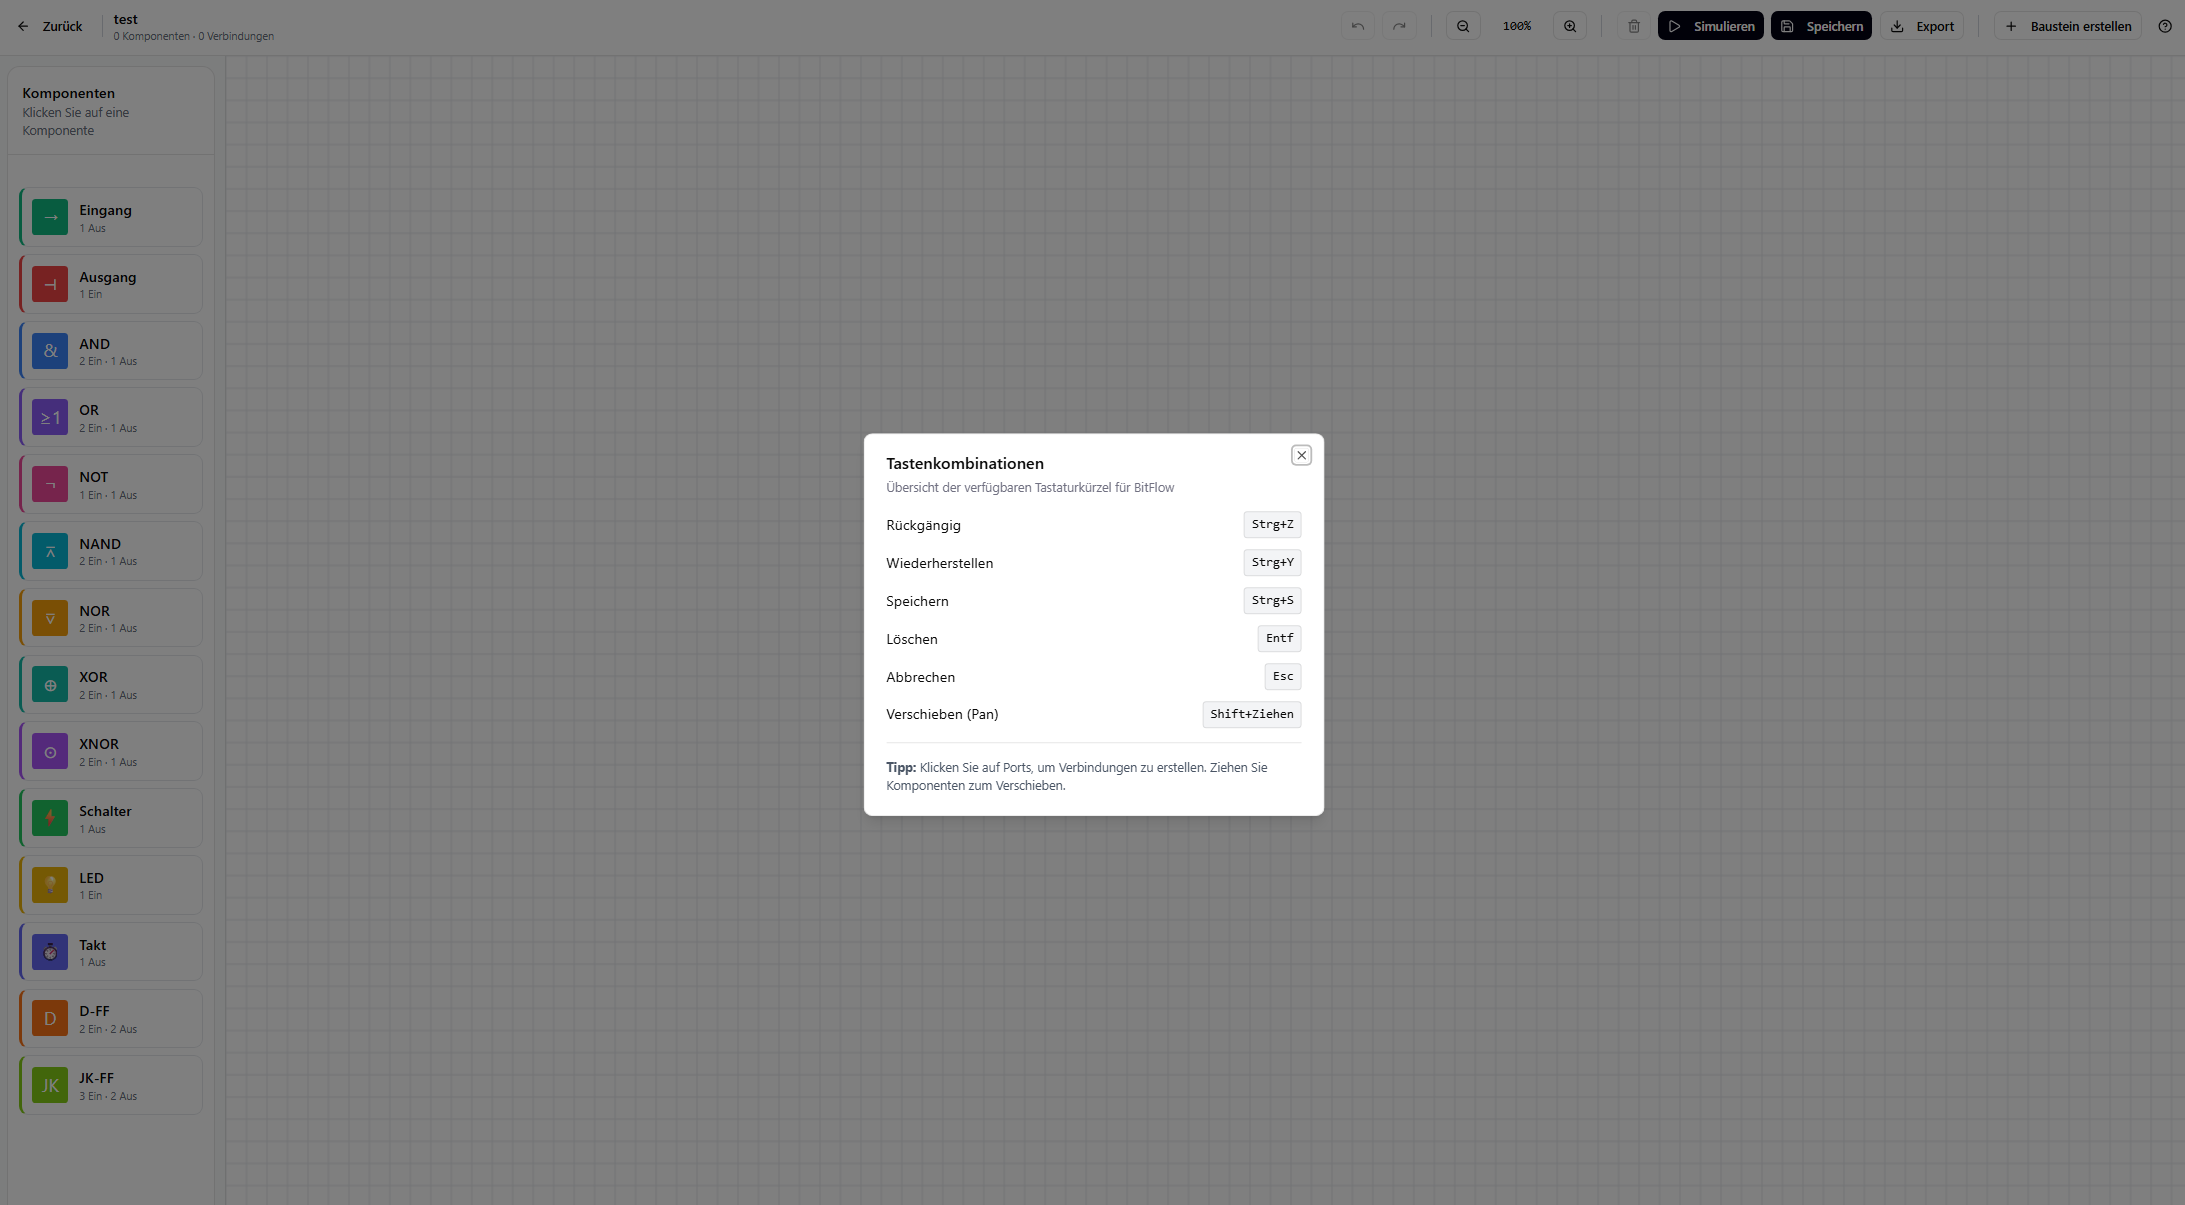 Zurück
test
0 Komponenten · 0 Verbindungen
100%
Simulieren
Speichern
Export
Baustein erstellen
Komponenten
Klicken Sie auf eine
Komponente
→
Eingang
1 Aus
⊣
Ausgang
1 Ein
&
AND
2 Ein · 1 Aus
≥1
OR
2 Ein · 1 Aus
¬
NOT
1 Ein · 1 Aus
⊼
NAND
2 Ein · 1 Aus
⊽
NOR
2 Ein · 1 Aus
⊕
XOR
2 Ein · 1 Aus
⊙
XNOR
2 Ein · 1 Aus
Schalter
1 Aus
LED
1 Ein
Takt
1 Aus
D
D-FF
2 Ein · 2 Aus
JK
JK-FF
3 Ein · 2 Aus
Tastenkombinationen
Übersicht der verfügbaren Tastaturkürzel für BitFlow
Rückgängig Strg+Z
Wiederherstellen Strg+Y
Speichern Strg+S
Löschen Entf
Abbrechen Esc
Verschieben (Pan) Shift+Ziehen
Tipp: Klicken Sie auf Ports, um Verbindungen zu erstellen. Ziehen Sie
Komponenten zum Verschieben.